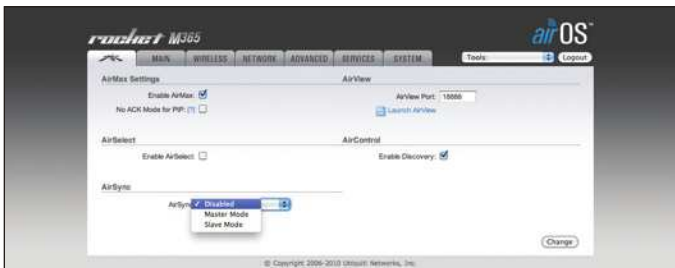 rocket M365
airOS™
MAIN WIRELESS NETWORK ADVANCED SERVICES SYSTEM Tools: Logout
AirMax Settings
Enable AirMax:
No ACK Mode for PtP: [?]
AirView
AirView Port: 18888
Launch AirView
AirSelect
Enable AirSelect:
AirControl
Enable Discovery:
AirSync
AirSync
✓ Disabled
Master Mode
Slave Mode
Change
© Copyright 2006-2010 Ubiquiti Networks, Inc.